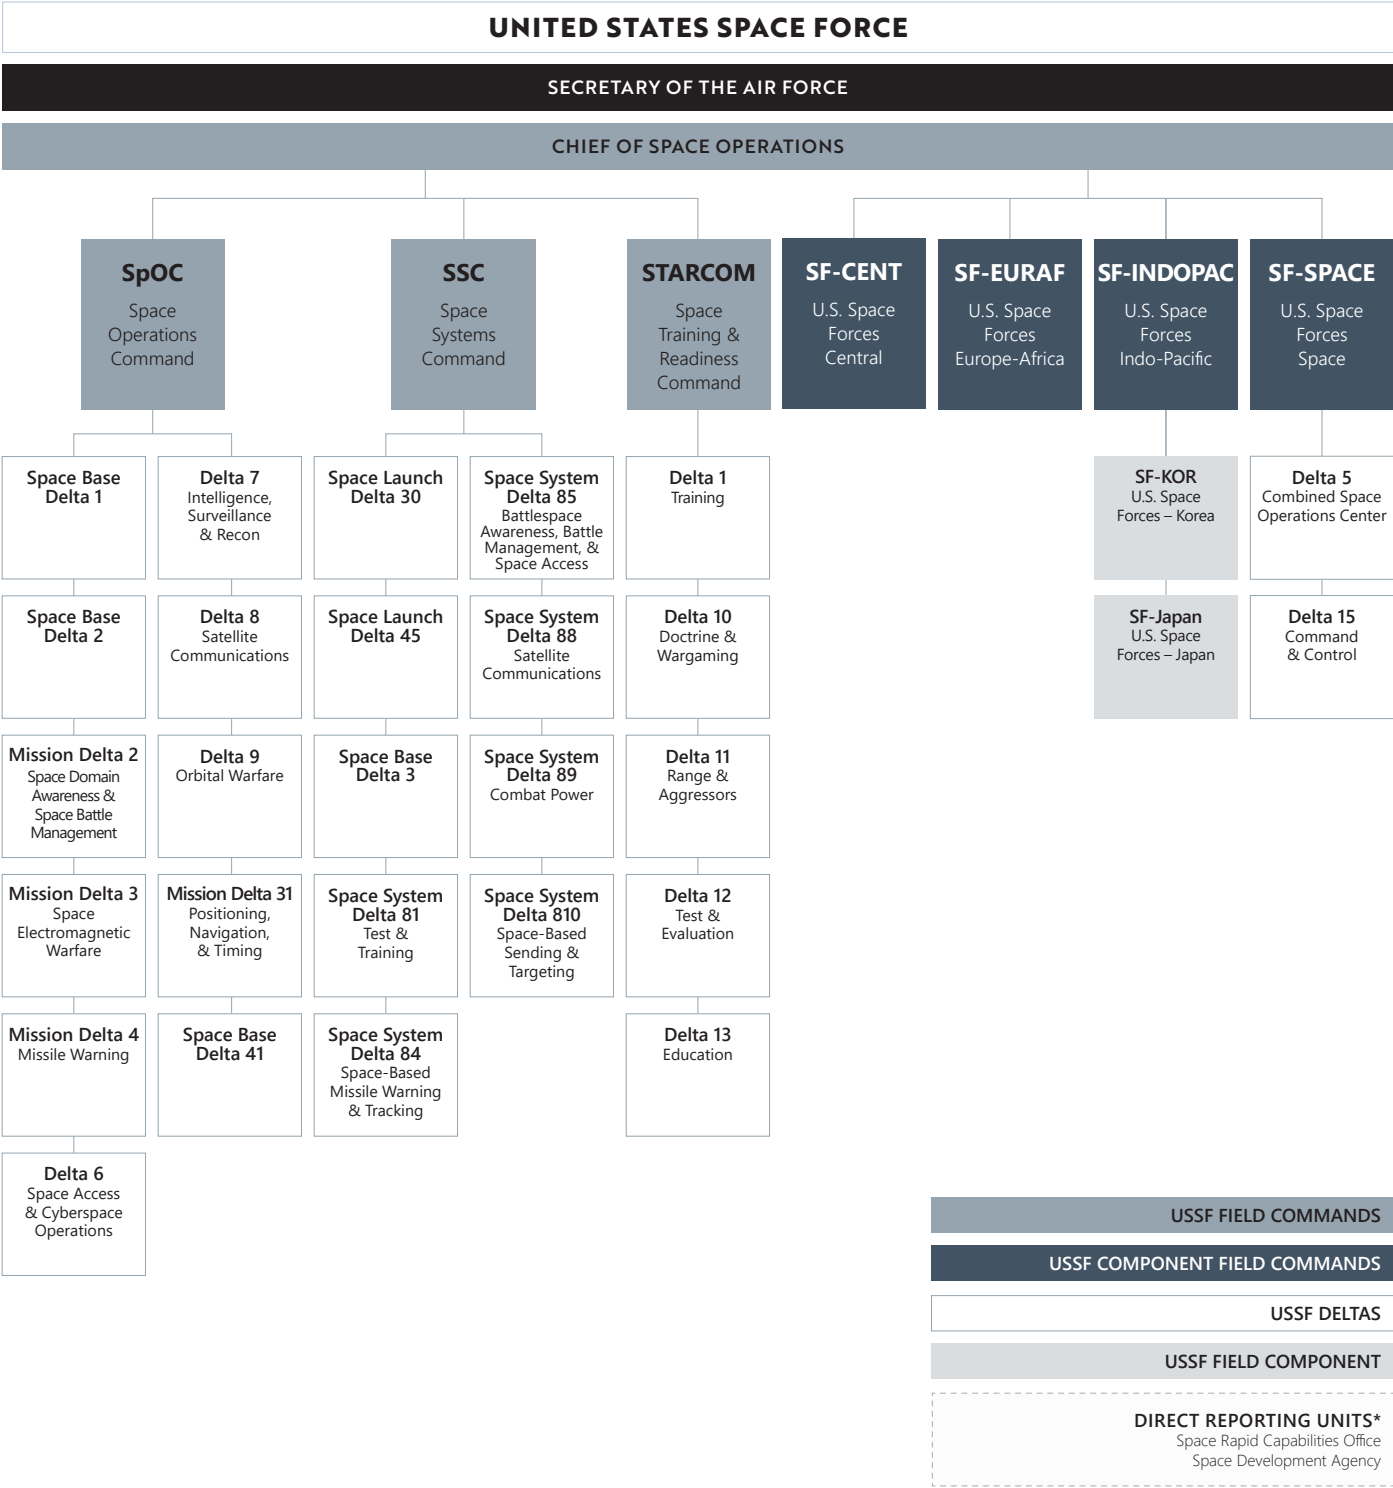 UNITED STATES SPACE FORCE
SECRETARY OF THE AIR FORCE
CHIEF OF SPACE OPERATIONS
SpOC
Space
Operations
Command
SSC
Space
Systems
Command
STARCOM
Space
Training &
Readiness
Command
SF-CENT
U.S. Space
Forces
Central
SF-EURAF
U.S. Space
Forces
Europe-Africa
SF-INDOPAC
U.S. Space
Forces
Indo-Pacific
SF-SPACE
U.S. Space
Forces
Space
Space Base
Delta 1
Delta 7
Intelligence,
Surveillance
& Recon
Space Launch
Delta 30
Space System
Delta 85
Battlespace
Awareness, Battle
Management, &
Space Access
Delta 1
Training
SF-KOR
U.S. Space
Forces – Korea
Delta 5
Combined Space
Operations Center
Space Base
Delta 2
Delta 8
Satellite
Communications
Space Launch
Delta 45
Space System
Delta 88
Satellite
Communications
Delta 10
Doctrine &
Wargaming
SF-Japan
U.S. Space
Forces – Japan
Delta 15
Command
& Control
Mission Delta 2
Space Domain
Awareness &
Space Battle
Management
Delta 9
Orbital Warfare
Space Base
Delta 3
Space System
Delta 89
Combat Power
Delta 11
Range &
Aggressors
Mission Delta 3
Space
Electromagnetic
Warfare
Mission Delta 31
Positioning,
Navigation,
& Timing
Space System
Delta 81
Test &
Training
Space System
Delta 810
Space-Based
Sending &
Targeting
Delta 12
Test &
Evaluation
Mission Delta 4
Missile Warning
Space Base
Delta 41
Space System
Delta 84
Space-Based
Missile Warning
& Tracking
Delta 13
Education
Delta 6
Space Access
& Cyberspace
Operations
USSF FIELD COMMANDS
USSF COMPONENT FIELD COMMANDS
USSF DELTAS
USSF FIELD COMPONENT
DIRECT REPORTING UNITS*
Space Rapid Capabilities Office
Space Development Agency